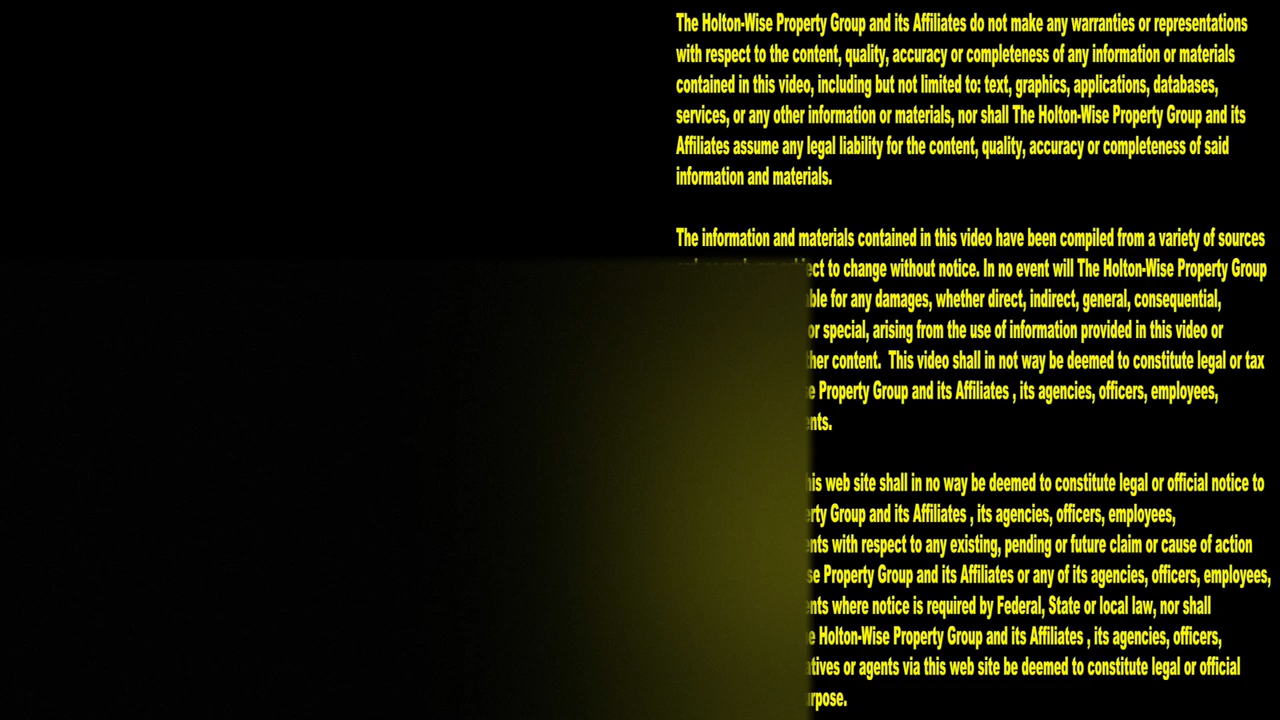 The Holton-Wise Property Group and its Affiliates do not make any warranties or representations
with respect to the content, quality, accuracy or completeness of any information or materials
contained in this video, including but not limited to: text, graphics, applications, databases,
services, or any other information or materials, nor shall The Holton-Wise Property Group and its
Affiliates assume any legal liability for the content, quality, accuracy or completeness of said
information and materials.
The information and materials contained in this video have been compiled from a variety of sources
to change without notice. In no event will The Holton-Wise Property Group
for any damages, whether direct, indirect, general, consequential,
or special, arising from the use of information provided in this video or
content. This video shall in not way be deemed to constitute legal or tax
Property Group and its Affiliates , its agencies, officers, employees,
web site shall in no way be deemed to constitute legal or official notice to
Group and its Affiliates , its agencies, officers, employees,
with respect to any existing, pending or future claim or cause of action
Property Group and its Affiliates or any of its agencies, officers, employees,
where notice is required by Federal, State or local law, nor shall
Holton-Wise Property Group and its Affiliates , its agencies, officers,
or agents via this web site be deemed to constitute legal or official